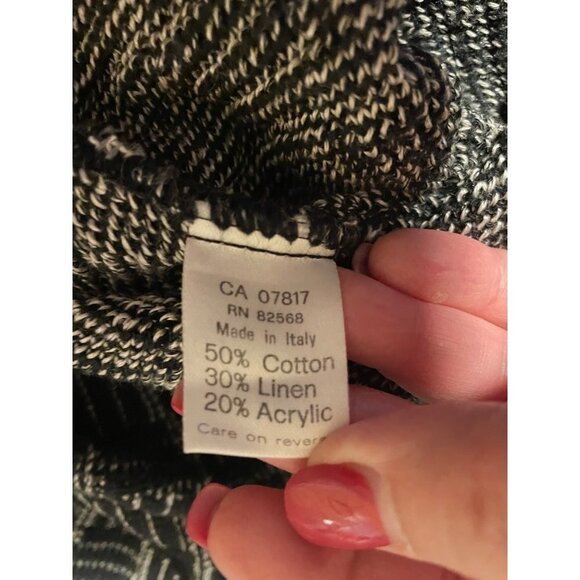 CA 07817
RN 82568
Made in Italy
50% Cotton
30% Linen
20% Acrylic
Care on revers